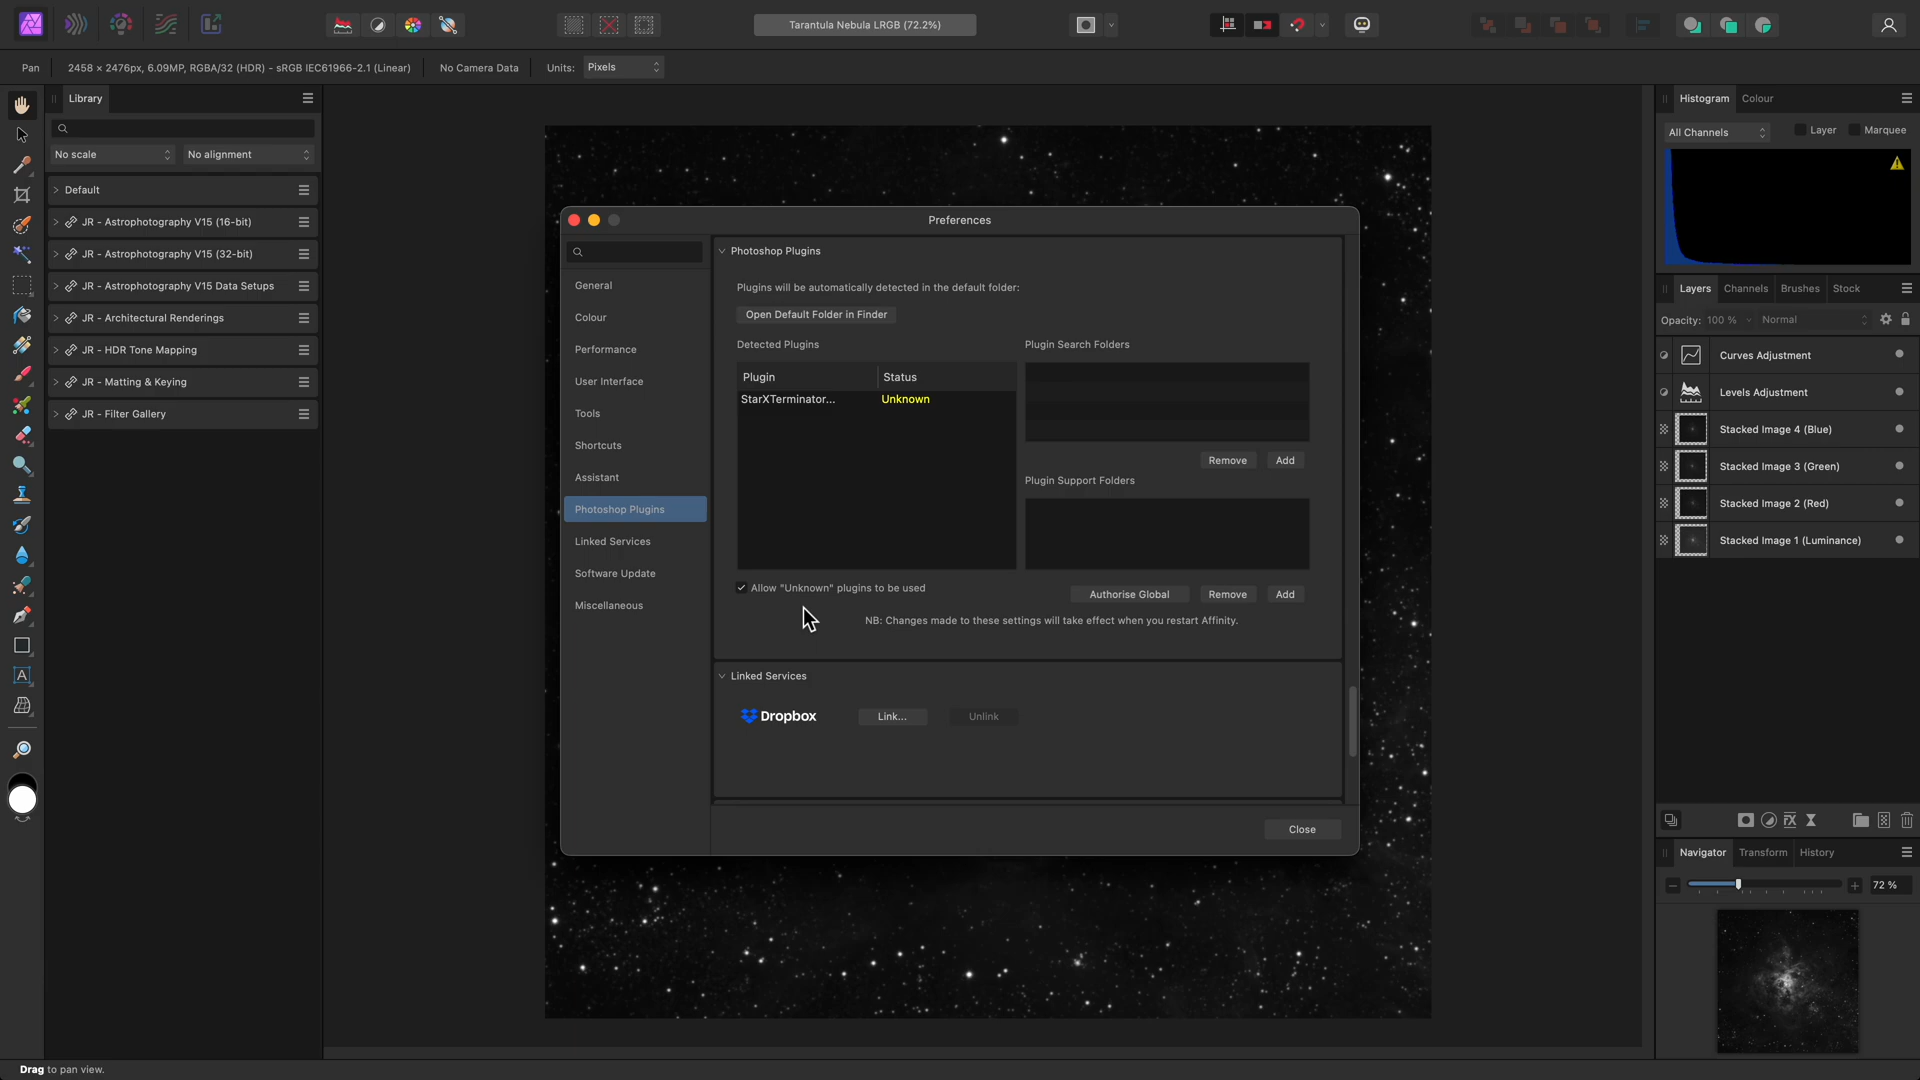 Tarantula Nebula LRGB (72.2%)
Pan
2458 × 2476px, 6.09MP, RGBA/32 (HDR) - sRGB IEC61966-2.1 (Linear)
No Camera Data
Units:
Pixels
Library
No scale
No alignment
Default
JR - Astrophotography V15 (16-bit)
JR - Astrophotography V15 (32-bit)
JR - Astrophotography V15 Data Setups
JR - Architectural Renderings
JR - HDR Tone Mapping
JR - Matting & Keying
JR - Filter Gallery
Preferences
General
Colour
Performance
User Interface
Tools
Shortcuts
Assistant
Photoshop Plugins
Linked Services
Software Update
Miscellaneous
Photoshop Plugins
Plugins will be automatically detected in the default folder:
Open Default Folder in Finder
Detected Plugins
Plugin Status
StarXTerminator... Unknown
Allow "Unknown" plugins to be used
Plugin Search Folders
Remove
Add
Plugin Support Folders
Authorise Global
Remove
Add
NB: Changes made to these settings will take effect when you restart Affinity.
Linked Services
Dropbox
Link...
Unlink
Close
Histogram
Colour
All Channels
Layer
Marquee
Layers
Channels
Brushes
Stock
Opacity: 100 %
Normal
Curves Adjustment
Levels Adjustment
Stacked Image 4 (Blue)
Stacked Image 3 (Green)
Stacked Image 2 (Red)
Stacked Image 1 (Luminance)
Navigator
Transform
History
72 %
Drag to pan view.